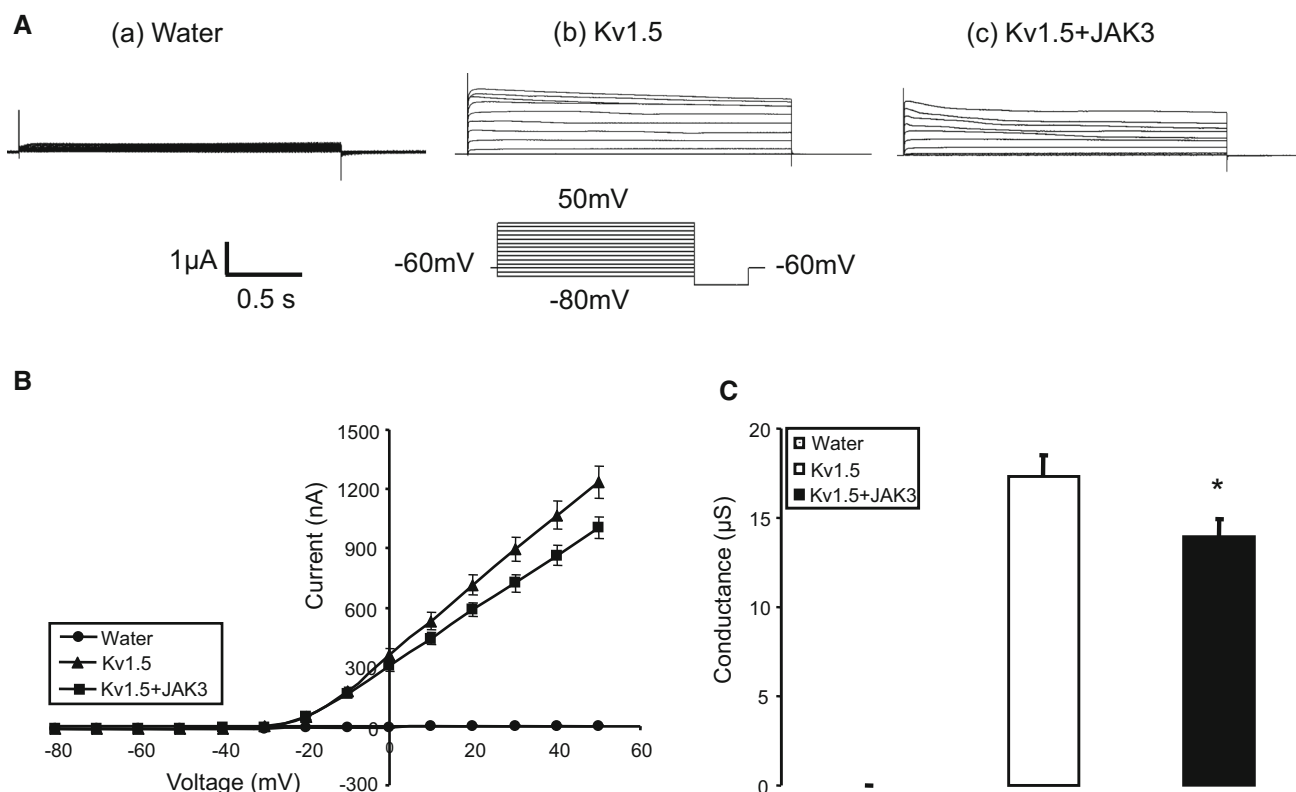 A
(a) Water
(b) Kv1.5
(c) Kv1.5+JAK3
1µA
0.5 s
50mV
-60mV
-60mV
-80mV
B
Current (nA)
1500
1200
900
600
300
0
-300
-80
-60
-40
-20
0
20
40
60
Voltage (mV)
Water
Kv1.5
Kv1.5+JAK3
C
Conductance (µS)
20
15
10
5
0
Water
Kv1.5
Kv1.5+JAK3
*